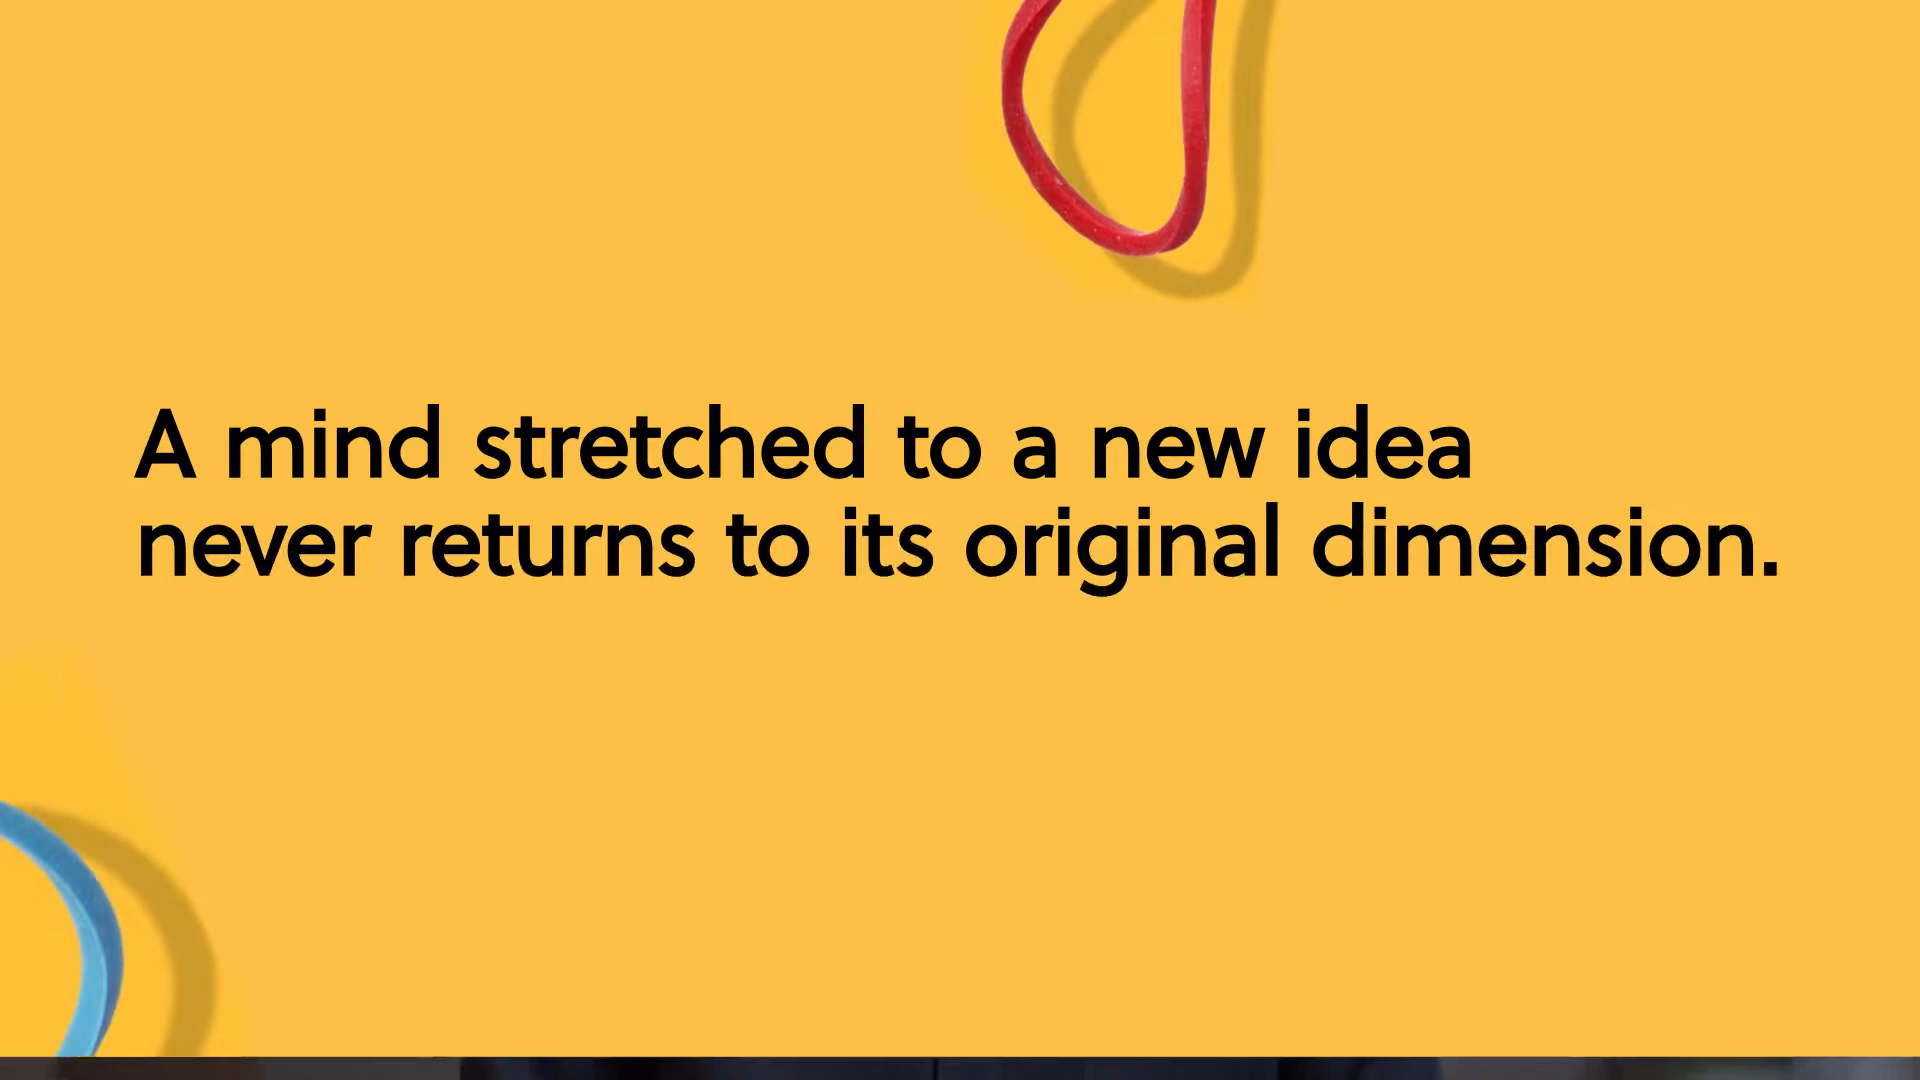 A mind stretched to a new idea
never returns to its original dimension.